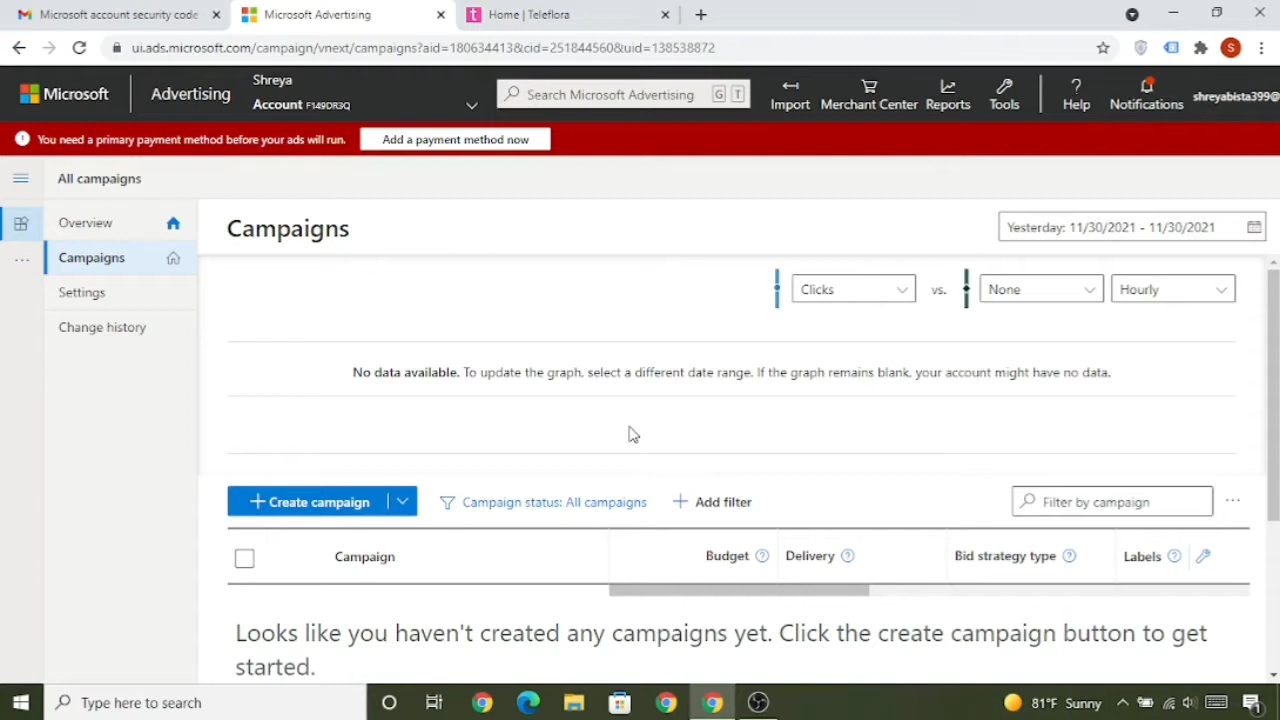 Microsoft account security code
Microsoft Advertising
Home | Teleflora
ui.ads.microsoft.com/campaign/vnext/campaigns?aid=180634413&cid=251844560&uid=138538872
S
Microsoft
Advertising
Shreya
Account F149DR3Q
Search Microsoft Advertising
G
T
Import
Merchant Center
Reports
Tools
Help
Notifications
shreyabista399@
You need a primary payment method before your ads will run.
Add a payment method now
All campaigns
Overview
Campaigns
Settings
Change history
Campaigns
Yesterday: 11/30/2021 - 11/30/2021
Clicks
vs.
None
Hourly
No data available. To update the graph, select a different date range. If the graph remains blank, your account might have no data.
Create campaign
Campaign status: All campaigns
Add filter
Filter by campaign
Campaign
Budget
Delivery
Bid strategy type
Labels
Looks like you haven't created any campaigns yet. Click the create campaign button to get
started.
Type here to search
81°F Sunny
1